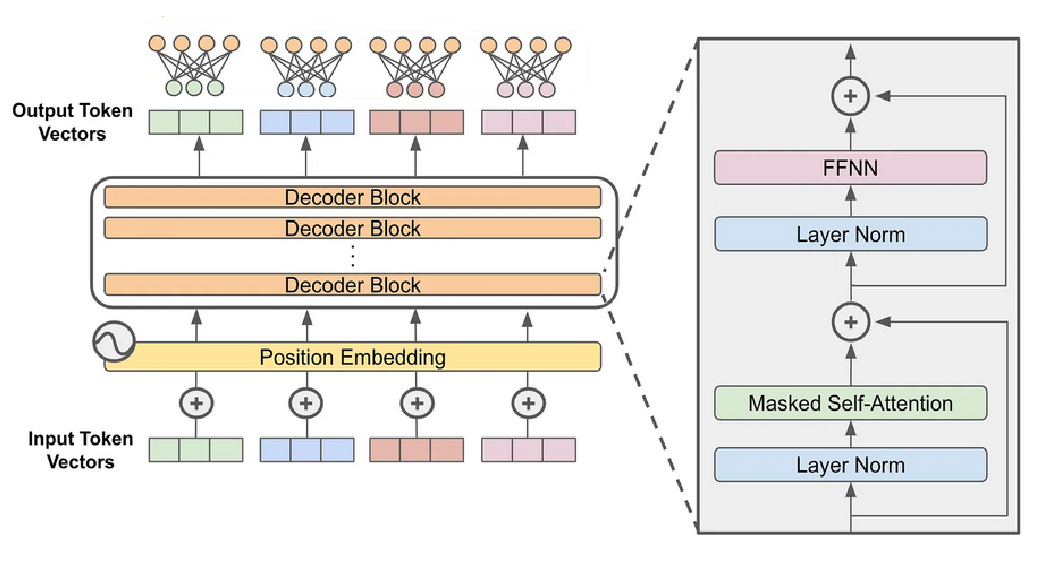 Output Token
Vectors
Decoder Block
Decoder Block
Decoder Block
Position Embedding
Input Token
Vectors
FFNN
Layer Norm
Masked Self-Attention
Layer Norm